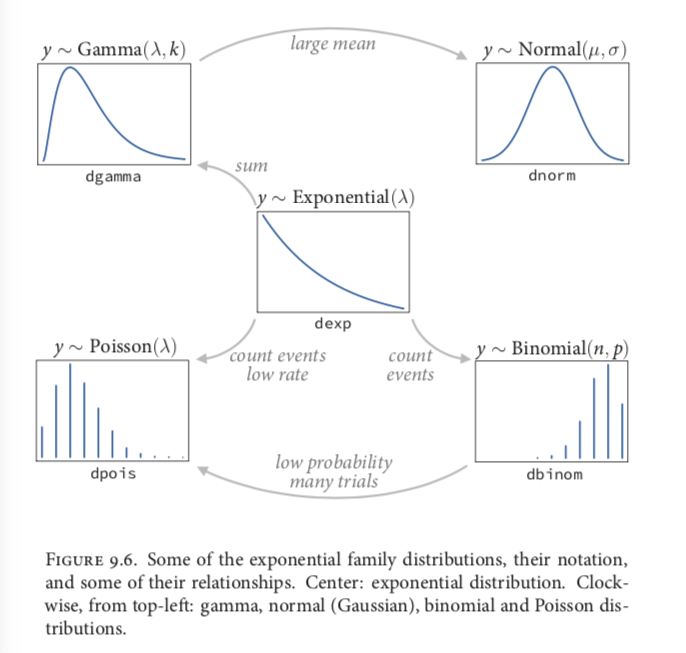 y ~ Gamma(λ, k)
large mean
y ~ Normal(μ, σ)
dgamma
dnorm
sum
y ~ Exponential(λ)
dexp
y ~ Poisson(λ)
count events
low rate
count
events
y ~ Binomial(n, p)
dpois
low probability
many trials
dbinom
FIGURE 9.6. Some of the exponential family distributions, their notation,
and some of their relationships. Center: exponential distribution. Clock-
wise, from top-left: gamma, normal (Gaussian), binomial and Poisson dis-
tributions.